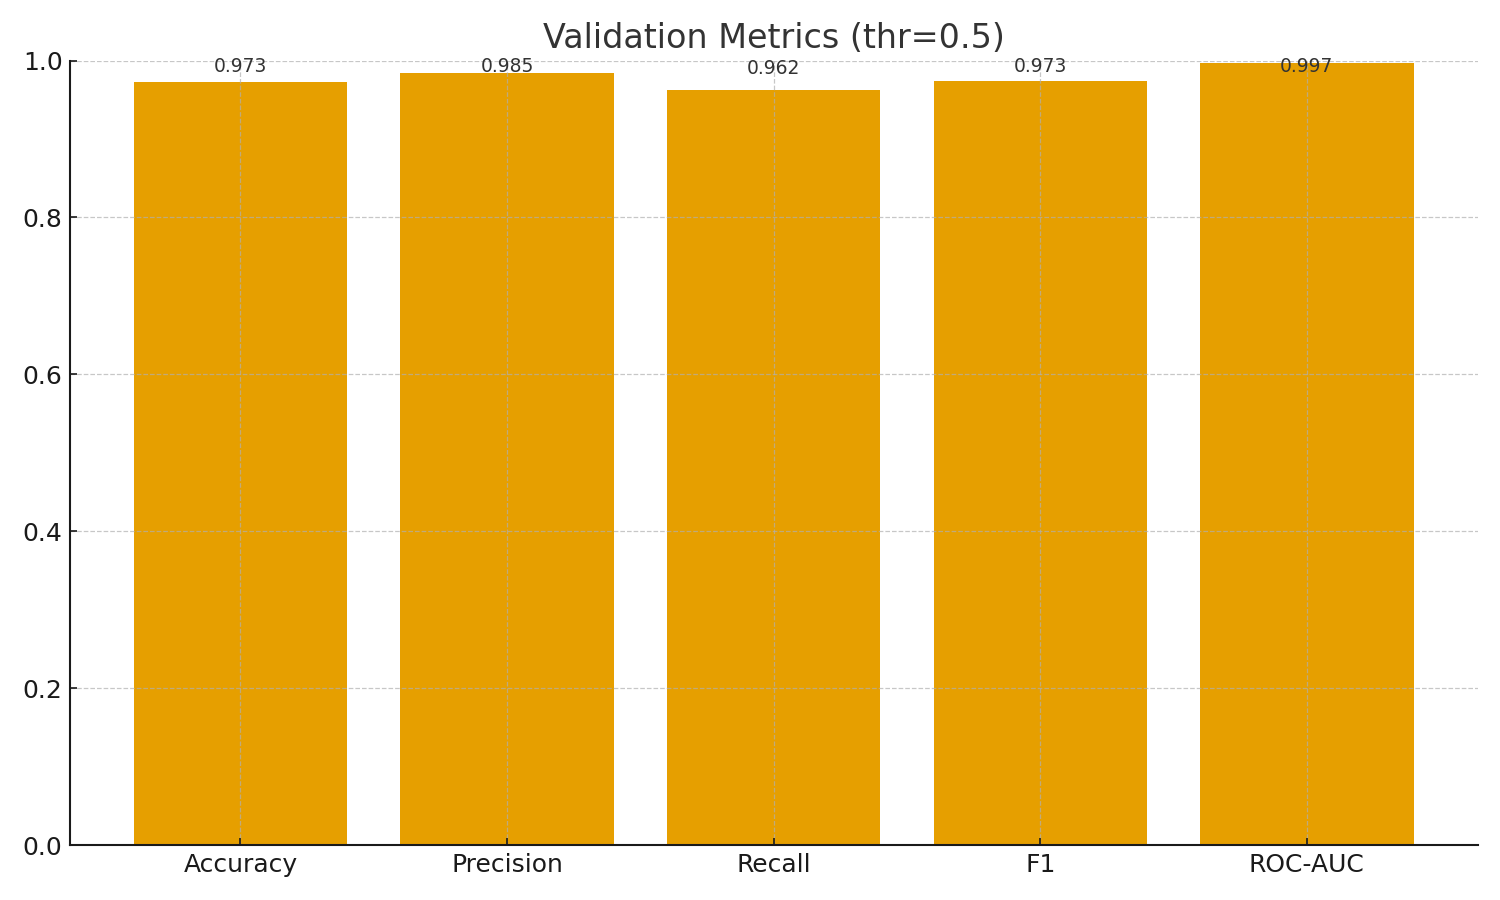 Validation Metrics (thr=0.5)
1.0
0.973
0.985
0.962
0.973
0.997
0.8
0.6
0.4
0.2
0.0
Accuracy
Precision
Recall
F1
ROC-AUC